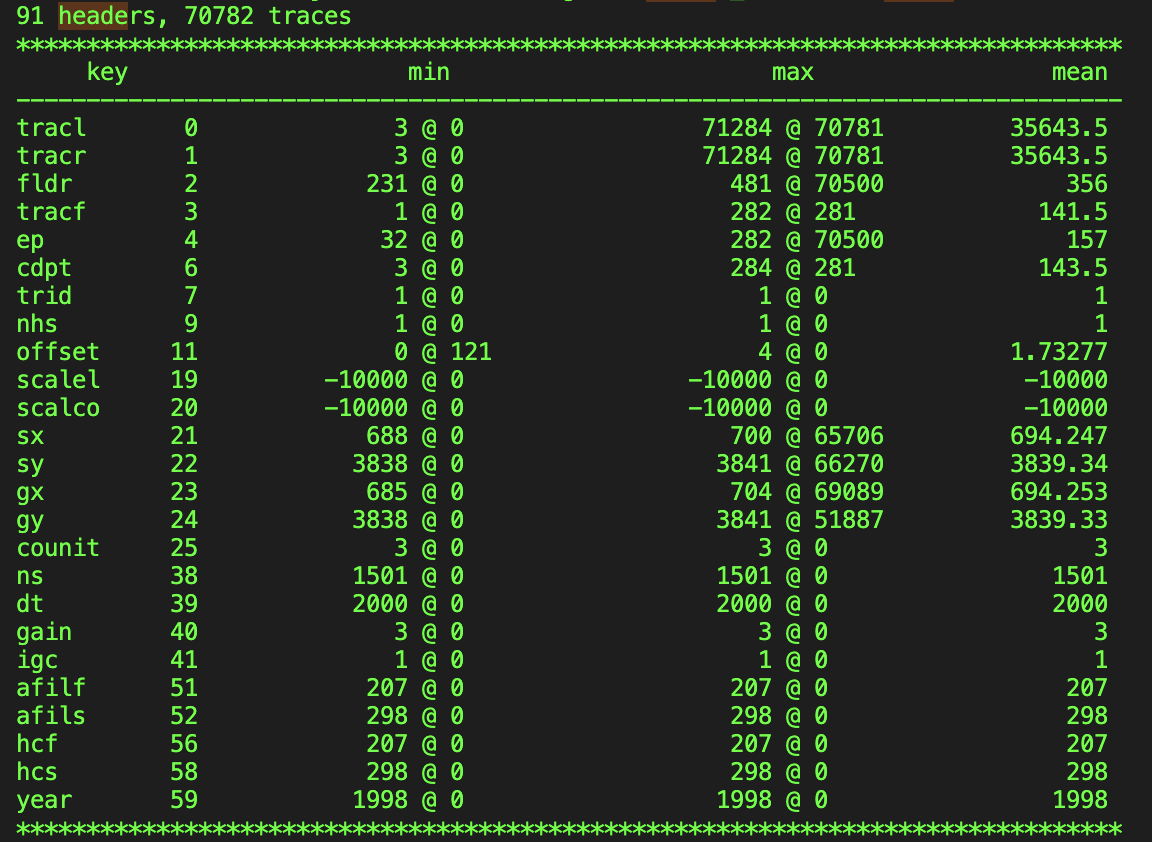 91 headers, 70782 traces
*******************************************************************************
key min max mean
-------------------------------------------------------------------------------
tracl 0 3 @ 0 71284 @ 70781 35643.5
tracr 1 3 @ 0 71284 @ 70781 35643.5
fldr 2 231 @ 0 481 @ 70500 356
tracf 3 1 @ 0 282 @ 281 141.5
ep 4 32 @ 0 282 @ 70500 157
cdpt 6 3 @ 0 284 @ 281 143.5
trid 7 1 @ 0 1 @ 0 1
nhs 9 1 @ 0 1 @ 0 1
offset 11 0 @ 121 4 @ 0 1.73277
scalel 19 -10000 @ 0 -10000 @ 0 -10000
scalco 20 -10000 @ 0 -10000 @ 0 -10000
sx 21 688 @ 0 700 @ 65706 694.247
sy 22 3838 @ 0 3841 @ 66270 3839.34
gx 23 685 @ 0 704 @ 69089 694.253
gy 24 3838 @ 0 3841 @ 51887 3839.33
counit 25 3 @ 0 3 @ 0 3
ns 38 1501 @ 0 1501 @ 0 1501
dt 39 2000 @ 0 2000 @ 0 2000
gain 40 3 @ 0 3 @ 0 3
igc 41 1 @ 0 1 @ 0 1
afilf 51 207 @ 0 207 @ 0 207
afils 52 298 @ 0 298 @ 0 298
hcf 56 207 @ 0 207 @ 0 207
hcs 58 298 @ 0 298 @ 0 298
year 59 1998 @ 0 1998 @ 0 1998
*******************************************************************************